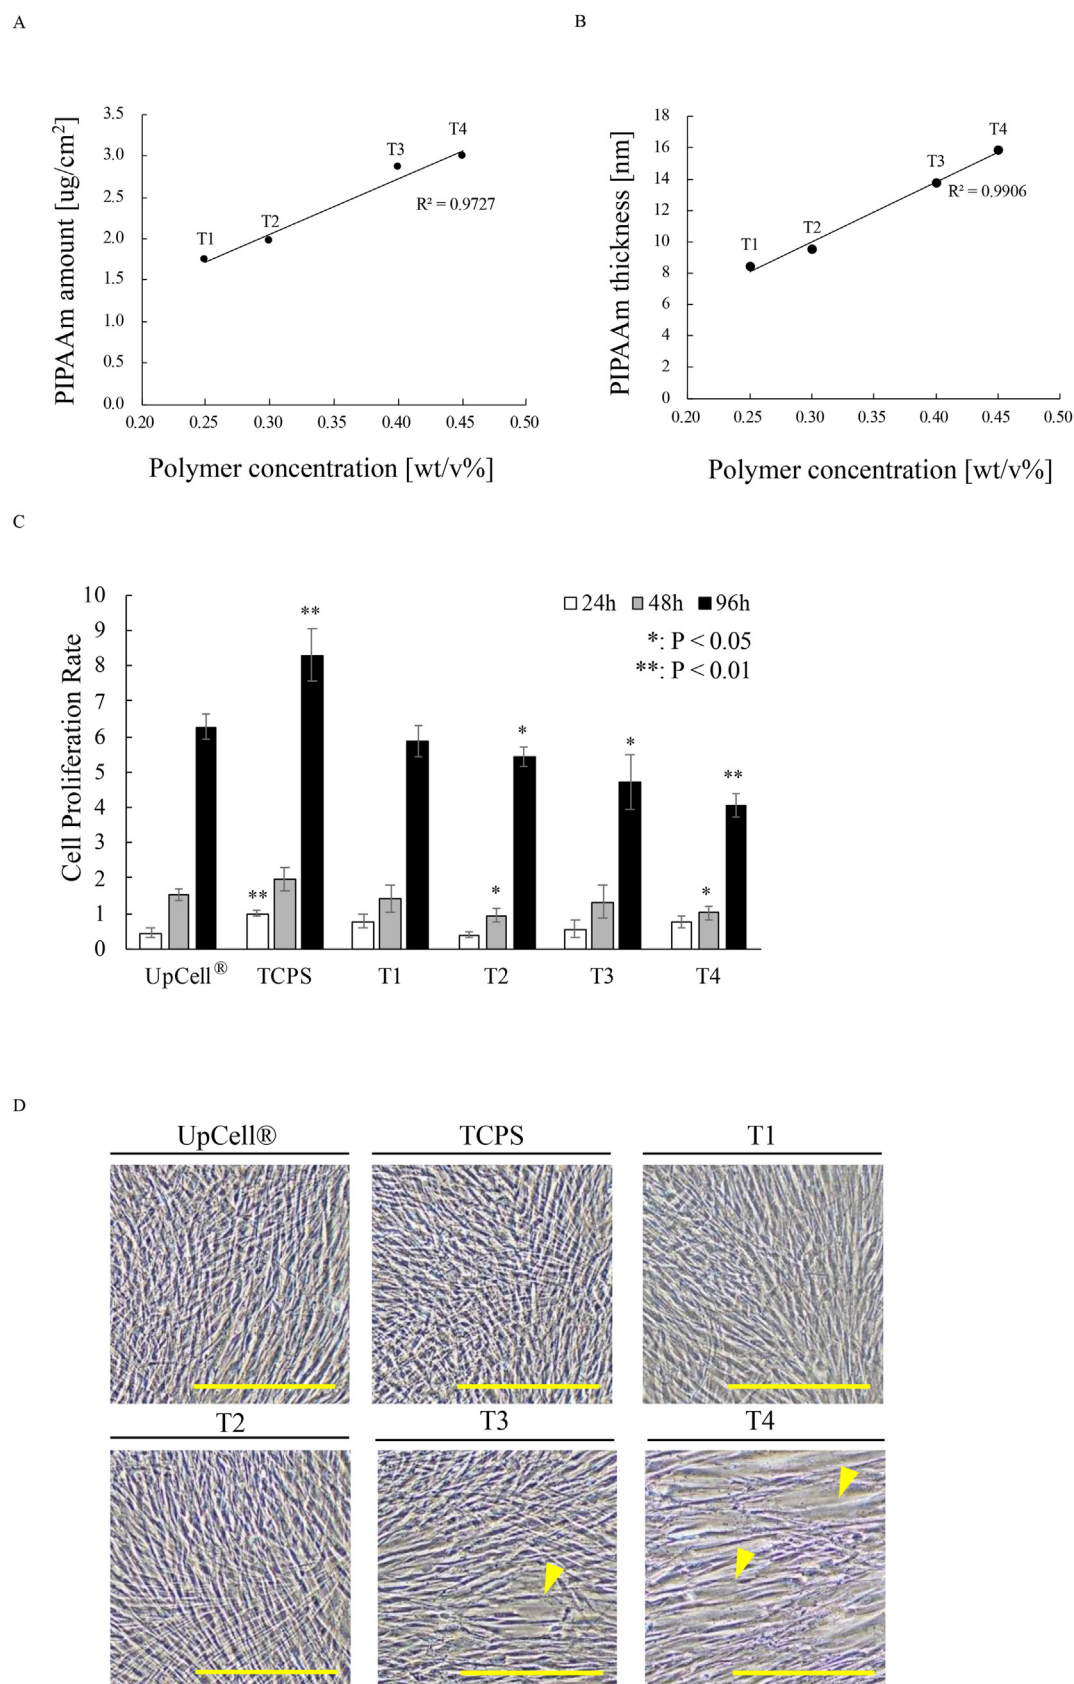 A
B
3.5
3.0
2.5
2.0
1.5
1.0
0.5
0.0
PIPAAm amount [ug/cm²]
T1
T2
T3
T4
R² = 0.9727
0.20
0.25
0.30
0.35
0.40
0.45
0.50
Polymer concentration [wt/v%]
18
16
14
12
10
8
6
4
2
0
PIPAAm thickness [nm]
T1
T2
T3
T4
R² = 0.9906
0.20
0.25
0.30
0.35
0.40
0.45
0.50
Polymer concentration [wt/v%]
C
10
9
8
7
6
5
4
3
2
1
0
Cell Proliferation Rate
24h 48h 96h
*: P < 0.05
**: P < 0.01
**
**
*
*
*
*
**
UpCell® TCPS T1 T2 T3 T4
D
UpCell® TCPS T1
T2 T3 T4